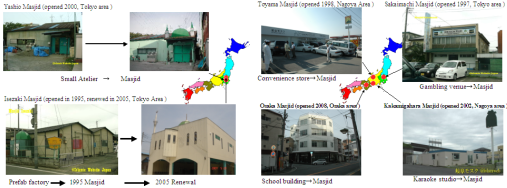 Yashio Masjid (opened 2000, Tokyo area )
Small Atelier → Masjid
Isezaki Masjid (opened in 1995, renewed in 2005, Tokyo Area)
Prefab factory → 1995 Masjid → 2005 Renewal
Toyama Masjid (opened 1998, Nagoya Area )
Convenience store→Masjid
Sakaimachi Masjid (opened 1997, Tokyo area)
Gambling venue→Masjid
Osaka Masjid (opened 2008, Osaka area)
School building→Masjid
Kakamigahara Masjid (opened 2002, Nagoya area)
Karaoke studio→Masjid